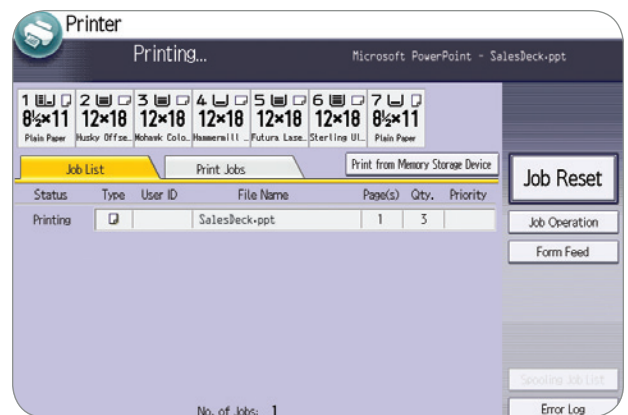 Printer
Printing...
Microsoft PowerPoint - SalesDeck.ppt
1 2 3 4 5 6 7
8½×11 12×18 12×18 12×18 12×18 12×18 8½×11
Plain Paper Husky Offse... Mohawk Colo... Hammermill ... Futura Lase... Sterling Ul... Plain Paper
Job List Print Jobs Print from Memory Storage Device
Job Reset
Status Type User ID File Name Page(s) Qty. Priority
Printing SalesDeck.ppt 1 3
Job Operation
Form Feed
Spooling Job List
No. of Jobs: 1
Error Log